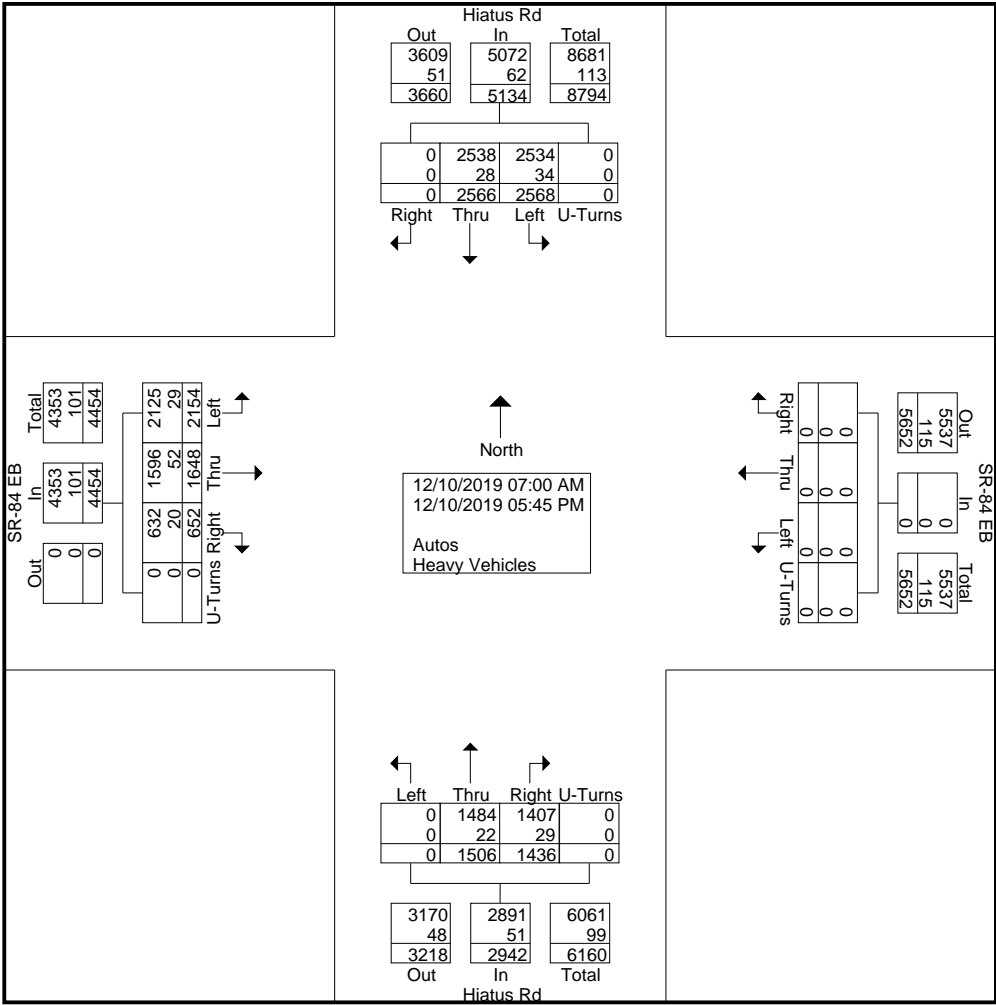 Hiatus Rd
Out In Total
3609 5072 8681
51 62 113
3660 5134 8794
0 2538 2534 0
0 28 34 0
0 2566 2568 0
Right Thru Left U-Turns
SR-84 EB
Total In Out
4353 4353 0
101 101 0
4454 4454 0
2125 1596 632 0
29 52 20 0
2154 1648 652 0
Left Thru Right U-Turns
North
12/10/2019 07:00 AM
12/10/2019 05:45 PM
Autos
Heavy Vehicles
Right Thru Left U-Turns
0 0 0 0
0 0 0 0
0 0 0 0
Out In Total
5537 0 5537
115 0 115
5652 0 5652
SR-84 EB
Left Thru Right U-Turns
0 1484 1407 0
0 22 29 0
0 1506 1436 0
3170 2891 6061
48 51 99
3218 2942 6160
Out In Total
Hiatus Rd